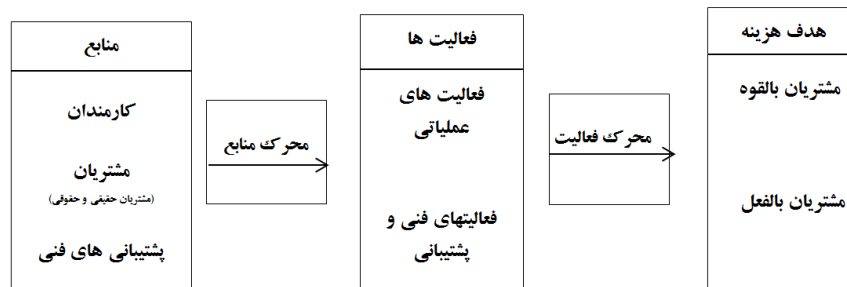 منابع
کارمندان
مشتریان
(مشتریان حقیقی و حقوقی)
پشتیبانی های فنی
محرک منابع
فعالیت ها
فعالیت های
عملیاتی
فعالیتهای فنی و
پشتیبانی
محرک فعالیت
هدف هزینه
مشتریان بالقوه
مشتریان بالفعل